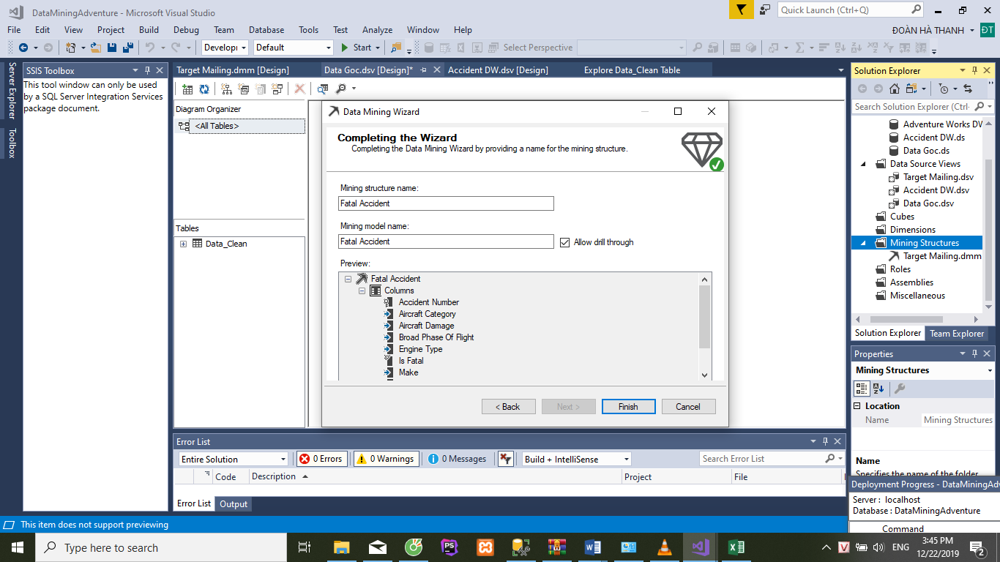 DataMiningAdventure - Microsoft Visual Studio
Quick Launch (Ctrl+Q)
File Edit View Project Build Debug Team Database Tools Test Analyze Window Help
ĐOÀN HÀ THANH
ĐT
Develop
Default
Start
Select Perspective
Server Explorer
Toolbox
SSIS Toolbox
This tool window can only be used
by a SQL Server Integration Services
package document.
Target Mailing.dmm [Design]
Data Goc.dsv [Design]*
Accident DW.dsv [Design]
Explore Data_Clean Table
Diagram Organizer
<All Tables>
Tables
Data_Clean
Data Mining Wizard
Completing the Wizard
Completing the Data Mining Wizard by providing a name for the mining structure.
Mining structure name:
Fatal Accident
Mining model name:
Fatal Accident
Allow drill through
Preview:
Fatal Accident
Columns
Accident Number
Aircraft Category
Aircraft Damage
Broad Phase Of Flight
Engine Type
Is Fatal
Make
< Back
Next >
Finish
Cancel
Solution Explorer
Search Solution Explorer (Ctrl-
Adventure Works DW
Accident DW.ds
Data Goc.ds
Data Source Views
Target Mailing.dsv
Accident DW.dsv
Data Goc.dsv
Cubes
Dimensions
Mining Structures
Target Mailing.dmm
Roles
Assemblies
Miscellaneous
Solution Explorer
Team Explorer
Properties
Mining Structures
Location
Name
Mining Structures
Name
Specifies the name of the folder.
Deployment Progress - DataMiningAdv
Server : localhost
Database : DataMiningAdventure
Command
Error List
Entire Solution
0 Errors
0 Warnings
0 Messages
Build + IntelliSense
Search Error List
Code
Description
Project
File
Error List
Output
This item does not support previewing
Type here to search
PS
ENG
3:45 PM
12/22/2019
2